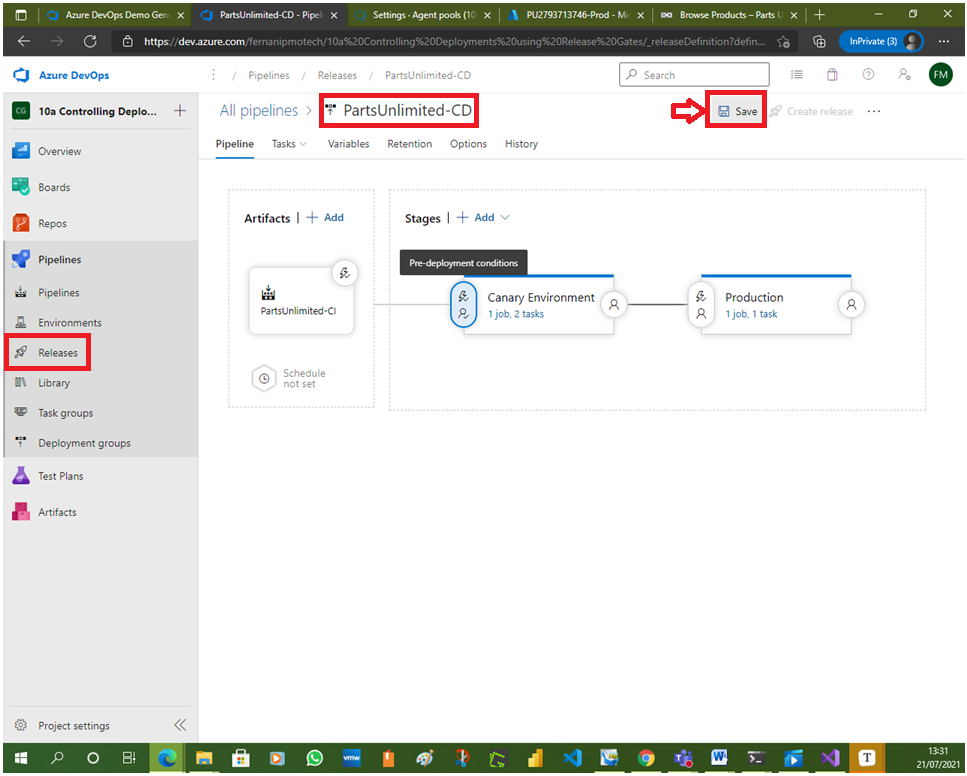 Azure DevOps Demo Gen
PartsUnlimited-CD - Pipel
Settings · Agent pools (10
PU2793713746-Prod - Mi
Browse Products – Parts U
https://dev.azure.com/fernanipmotech/10a%20Controlling%20Deployments%20using%20Release%20Gates/_releaseDefinition?defin...
InPrivate (3)
Azure DevOps
/ Pipelines / Releases / PartsUnlimited-CD
Search
FM
CG
10a Controlling Deplo...
All pipelines > PartsUnlimited-CD
Save
Create release
Pipeline
Tasks
Variables
Retention
Options
History
Overview
Boards
Repos
Pipelines
Pipelines
Environments
Releases
Library
Task groups
Deployment groups
Test Plans
Artifacts
Artifacts | + Add
Stages | + Add
Pre-deployment conditions
PartsUnlimited-CI
Canary Environment
1 job, 2 tasks
Production
1 job, 1 task
Schedule
not set
Project settings
vmw
T
13:31
21/07/2021